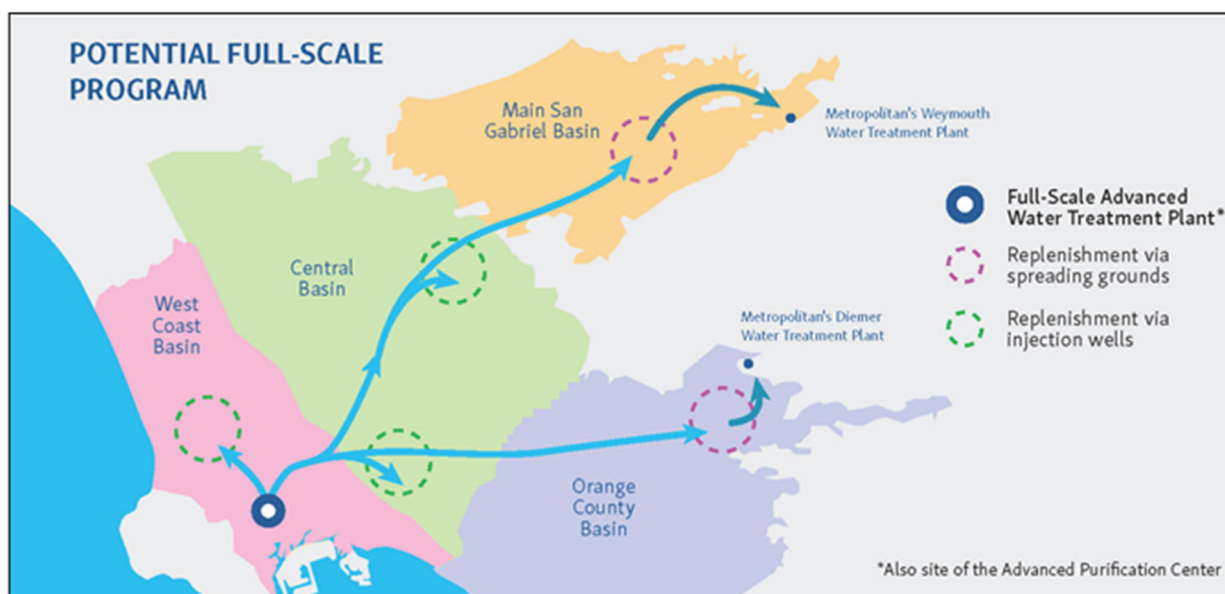 POTENTIAL FULL-SCALE
PROGRAM
Main San
Gabriel Basin
Metropolitan's Weymouth
Water Treatment Plant
Full-Scale Advanced
Water Treatment Plant*
Replenishment via
spreading grounds
Replenishment via
injection wells
Central
Basin
West
Coast
Basin
Metropolitan's Diemer
Water Treatment Plant
Orange
County
Basin
*Also site of the Advanced Purification Center